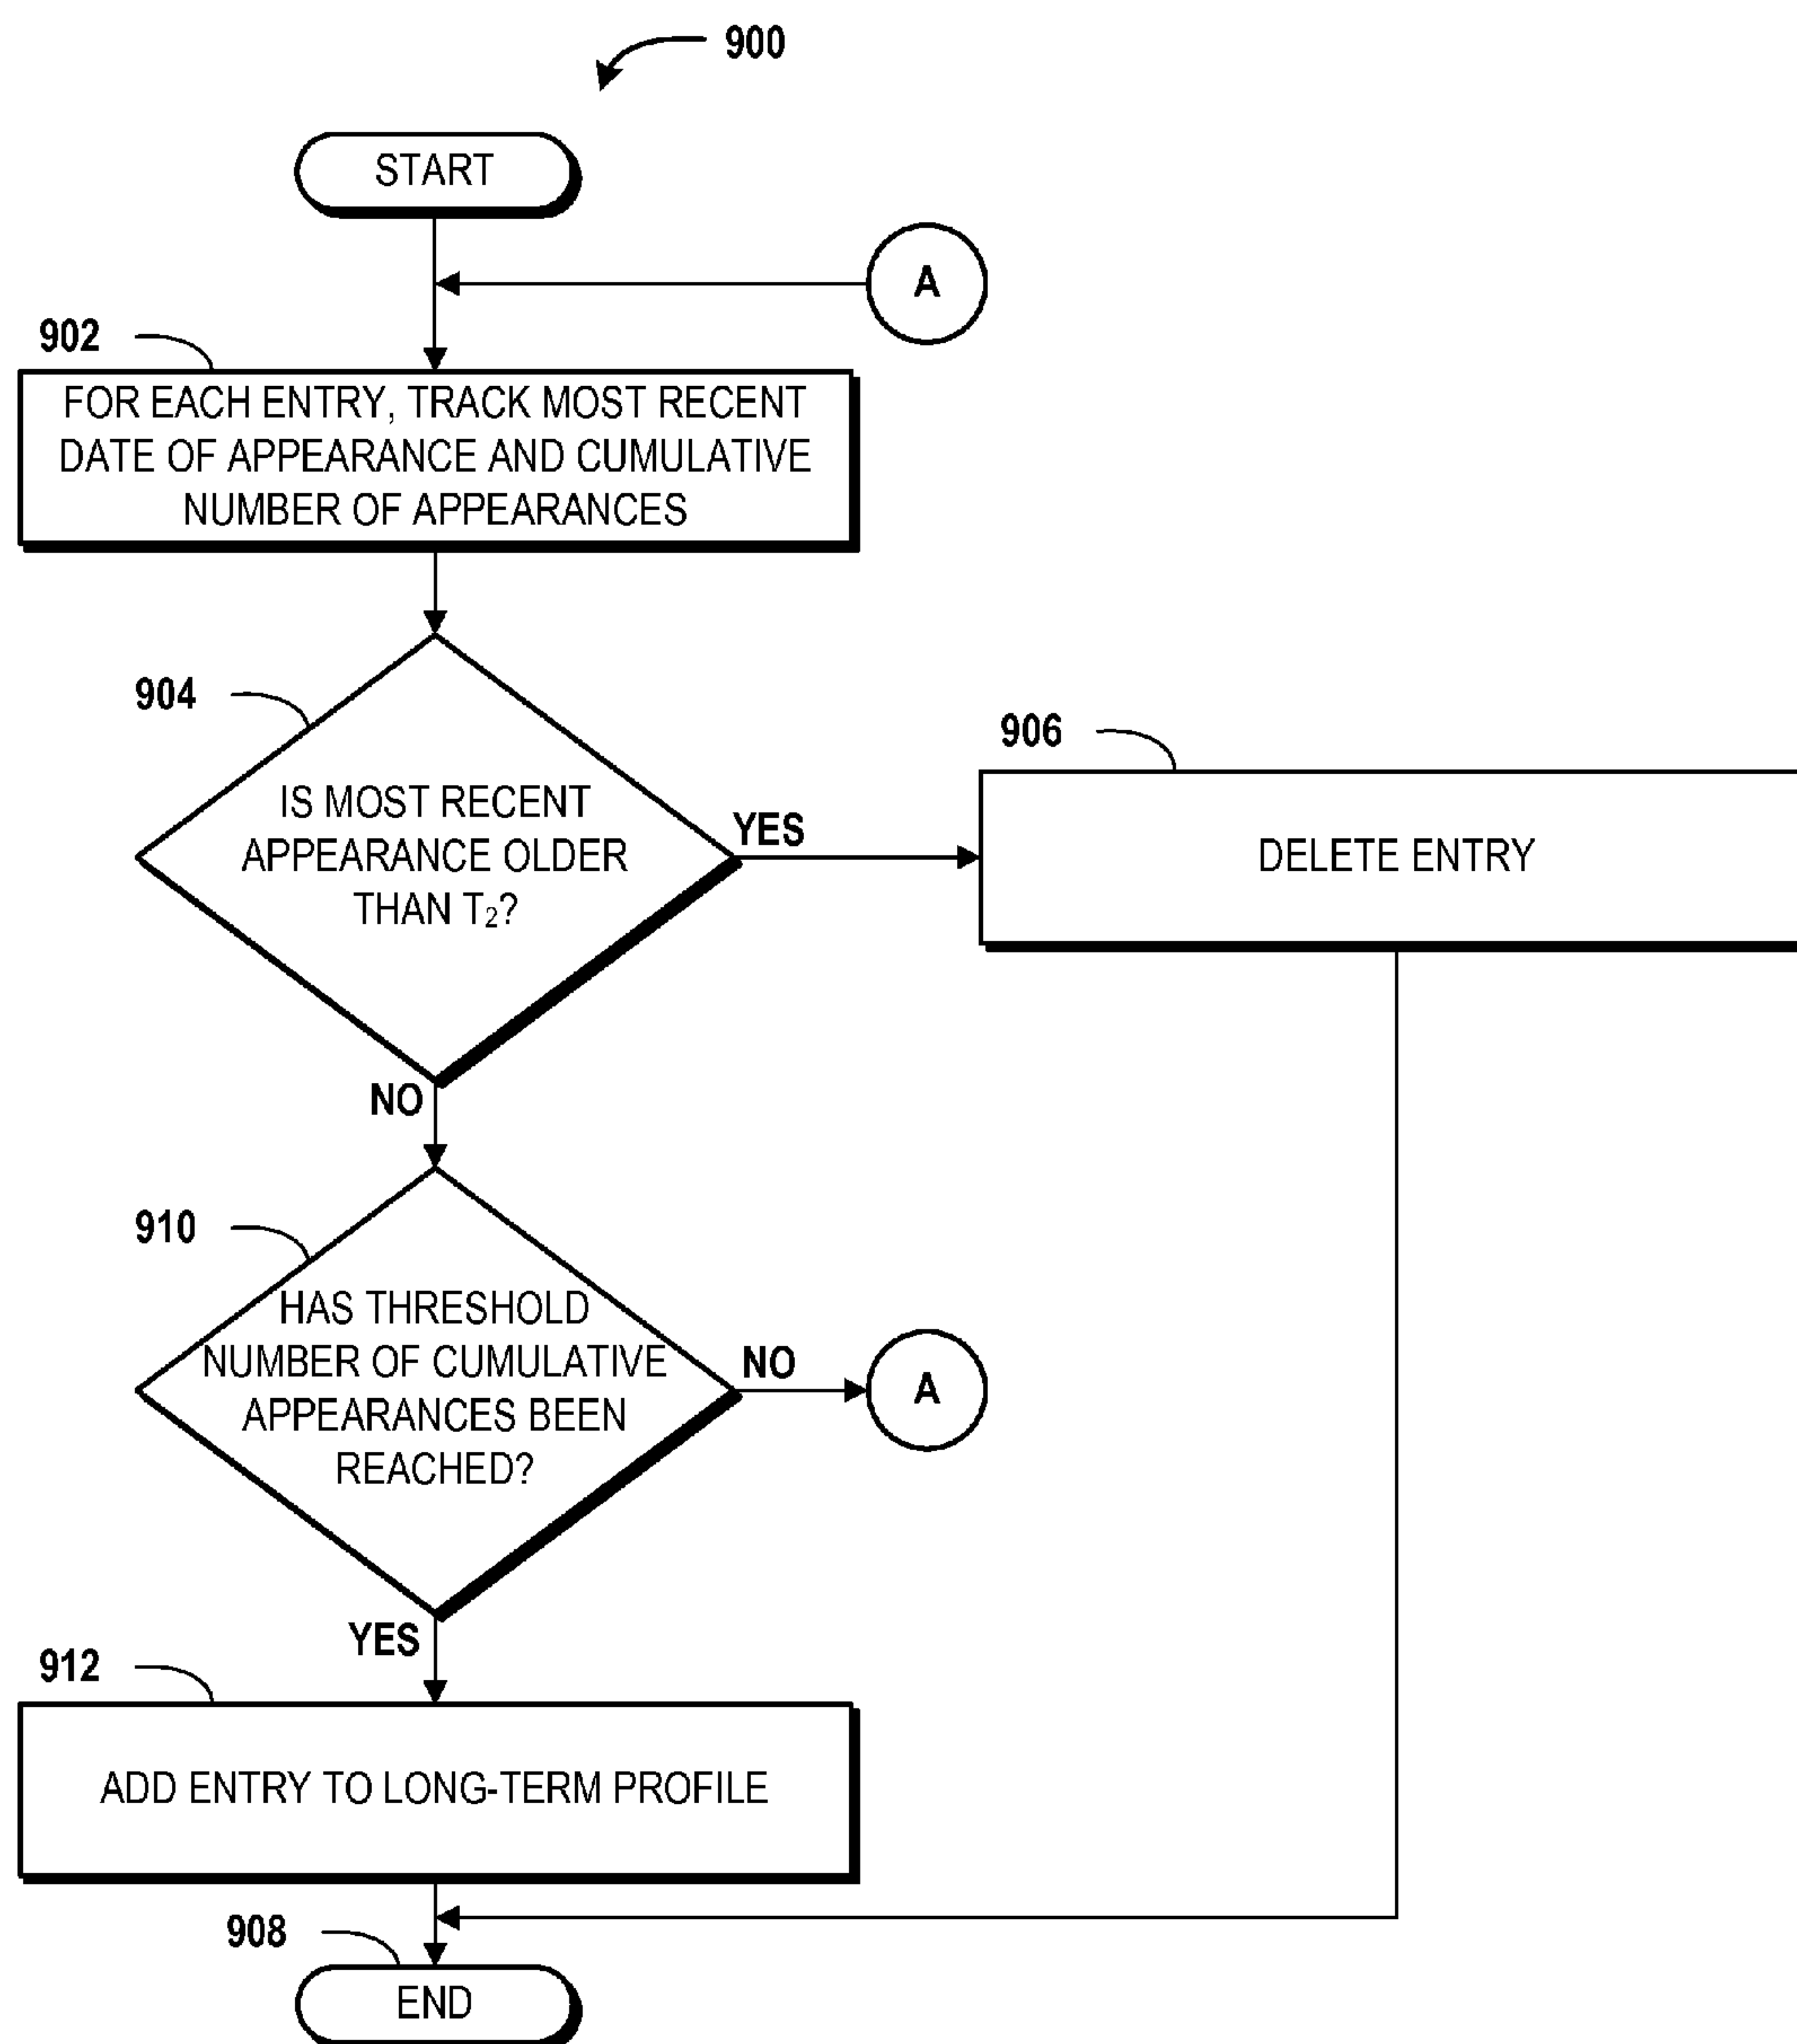 900
START
A
902
FOR EACH ENTRY, TRACK MOST RECENT
DATE OF APPEARANCE AND CUMULATIVE
NUMBER OF APPEARANCES
904
IS MOST RECENT
APPEARANCE OLDER
THAN T₂?
YES
906
DELETE ENTRY
NO
910
HAS THRESHOLD
NUMBER OF CUMULATIVE
APPEARANCES BEEN
REACHED?
NO
A
YES
912
ADD ENTRY TO LONG-TERM PROFILE
908
END